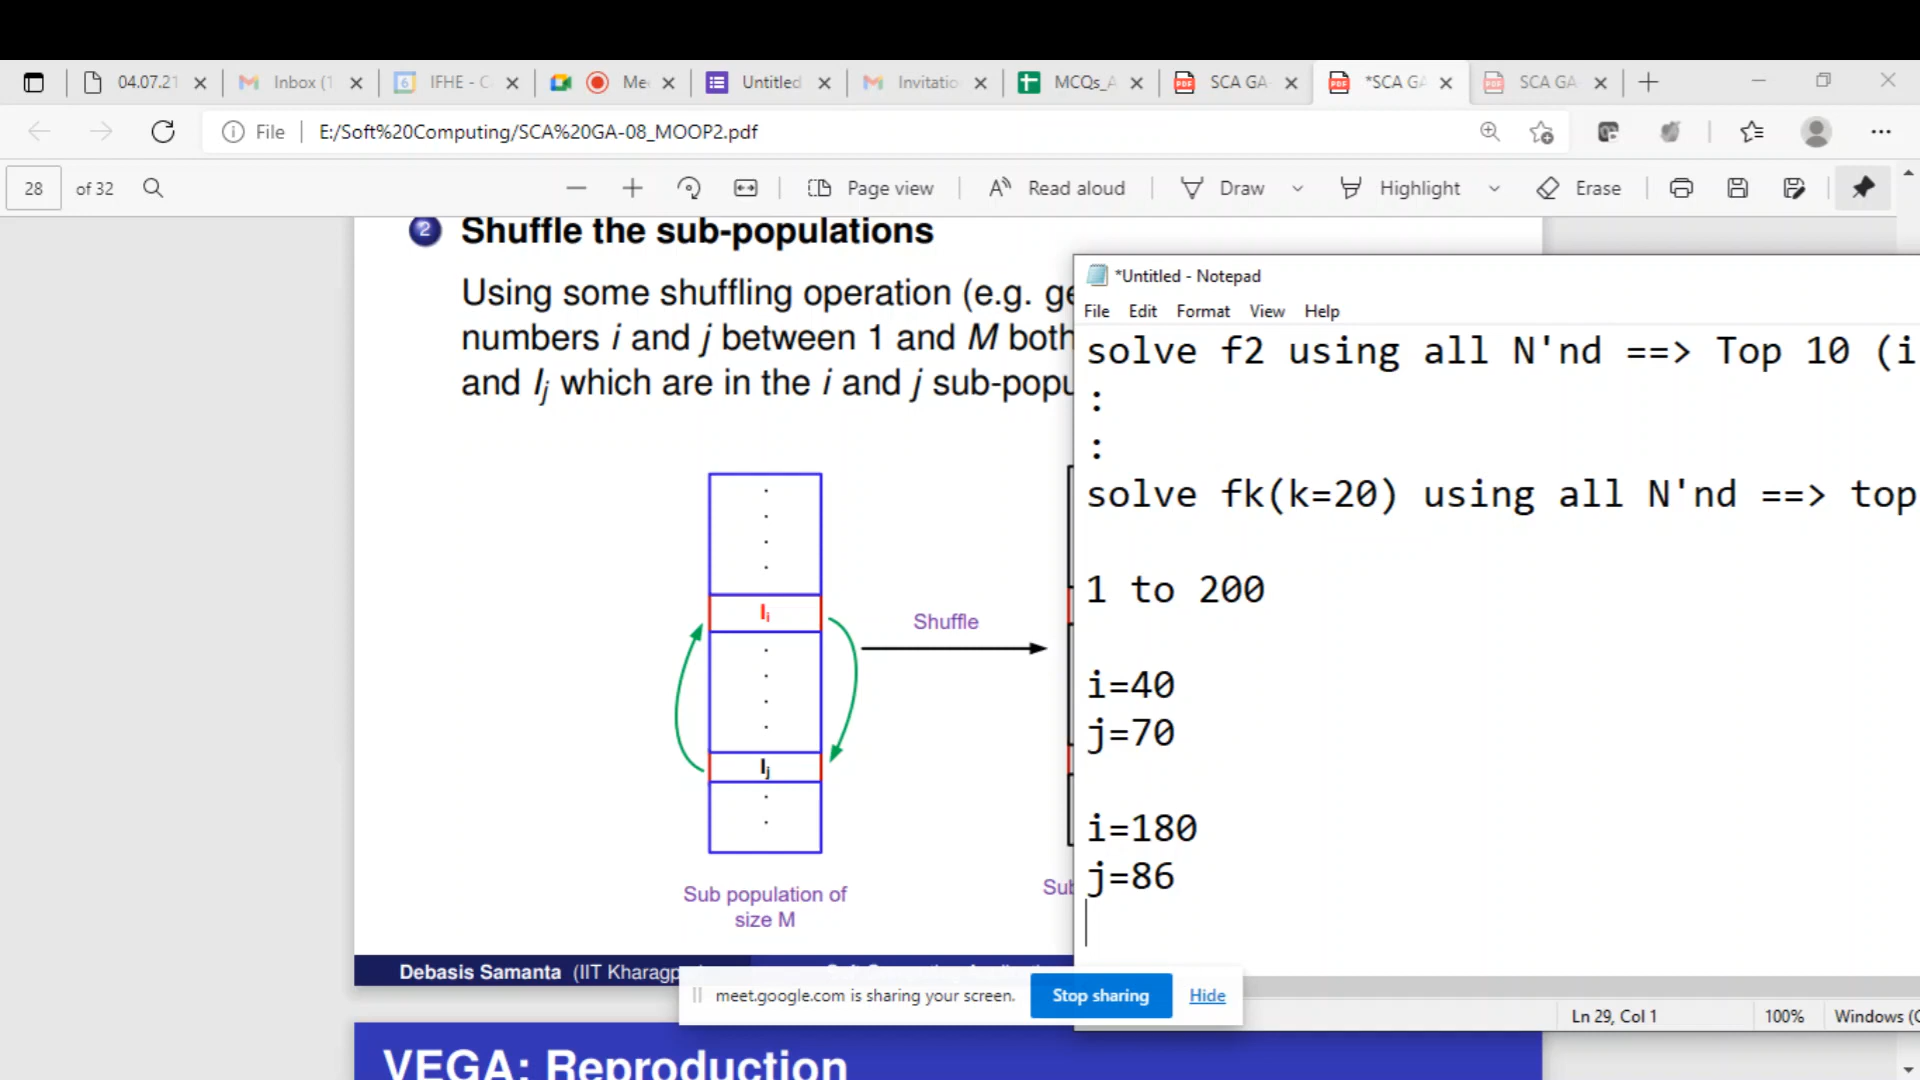 04.07.21
Inbox (1
IFHE - C
Me
Untitled
Invitatio
MCQs_A
SCA GA-
*SCA GA
SCA GA
File
E:/Soft%20Computing/SCA%20GA-08_MOOP2.pdf
28 of 32
Page view
Read aloud
Draw
Highlight
Erase
2 Shuffle the sub-populations
Using some shuffling operation (e.g. ge
numbers i and j between 1 and M both
and Ij which are in the i and j sub-popu
Ii
Ij
Shuffle
Sub population of
size M
Sub
Debasis Samanta (IIT Kharagp
VEGA: Reproduction
*Untitled - Notepad
File Edit Format View Help
solve f2 using all N'nd ==> Top 10 (i
:
:
solve fk(k=20) using all N'nd ==> top
1 to 200
i=40
j=70
i=180
j=86
Ln 29, Col 1
100%
Windows (C
meet.google.com is sharing your screen.
Stop sharing
Hide